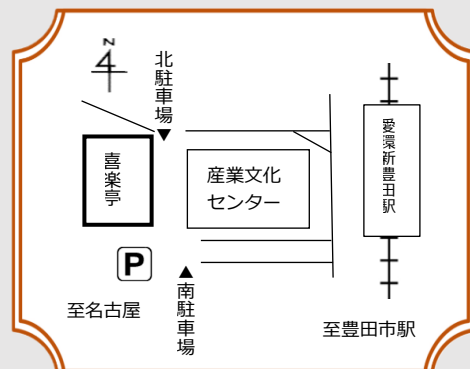 N
北駐車場
喜楽亭
産業文化
センター
愛環新豊田駅
P
南駐車場
至名古屋
至豊田市駅